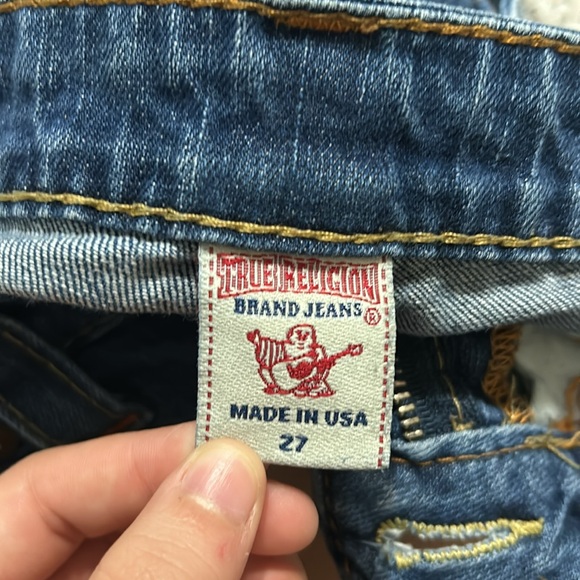 TRUE RELIGION
BRAND JEANS ®
MADE IN USA
27